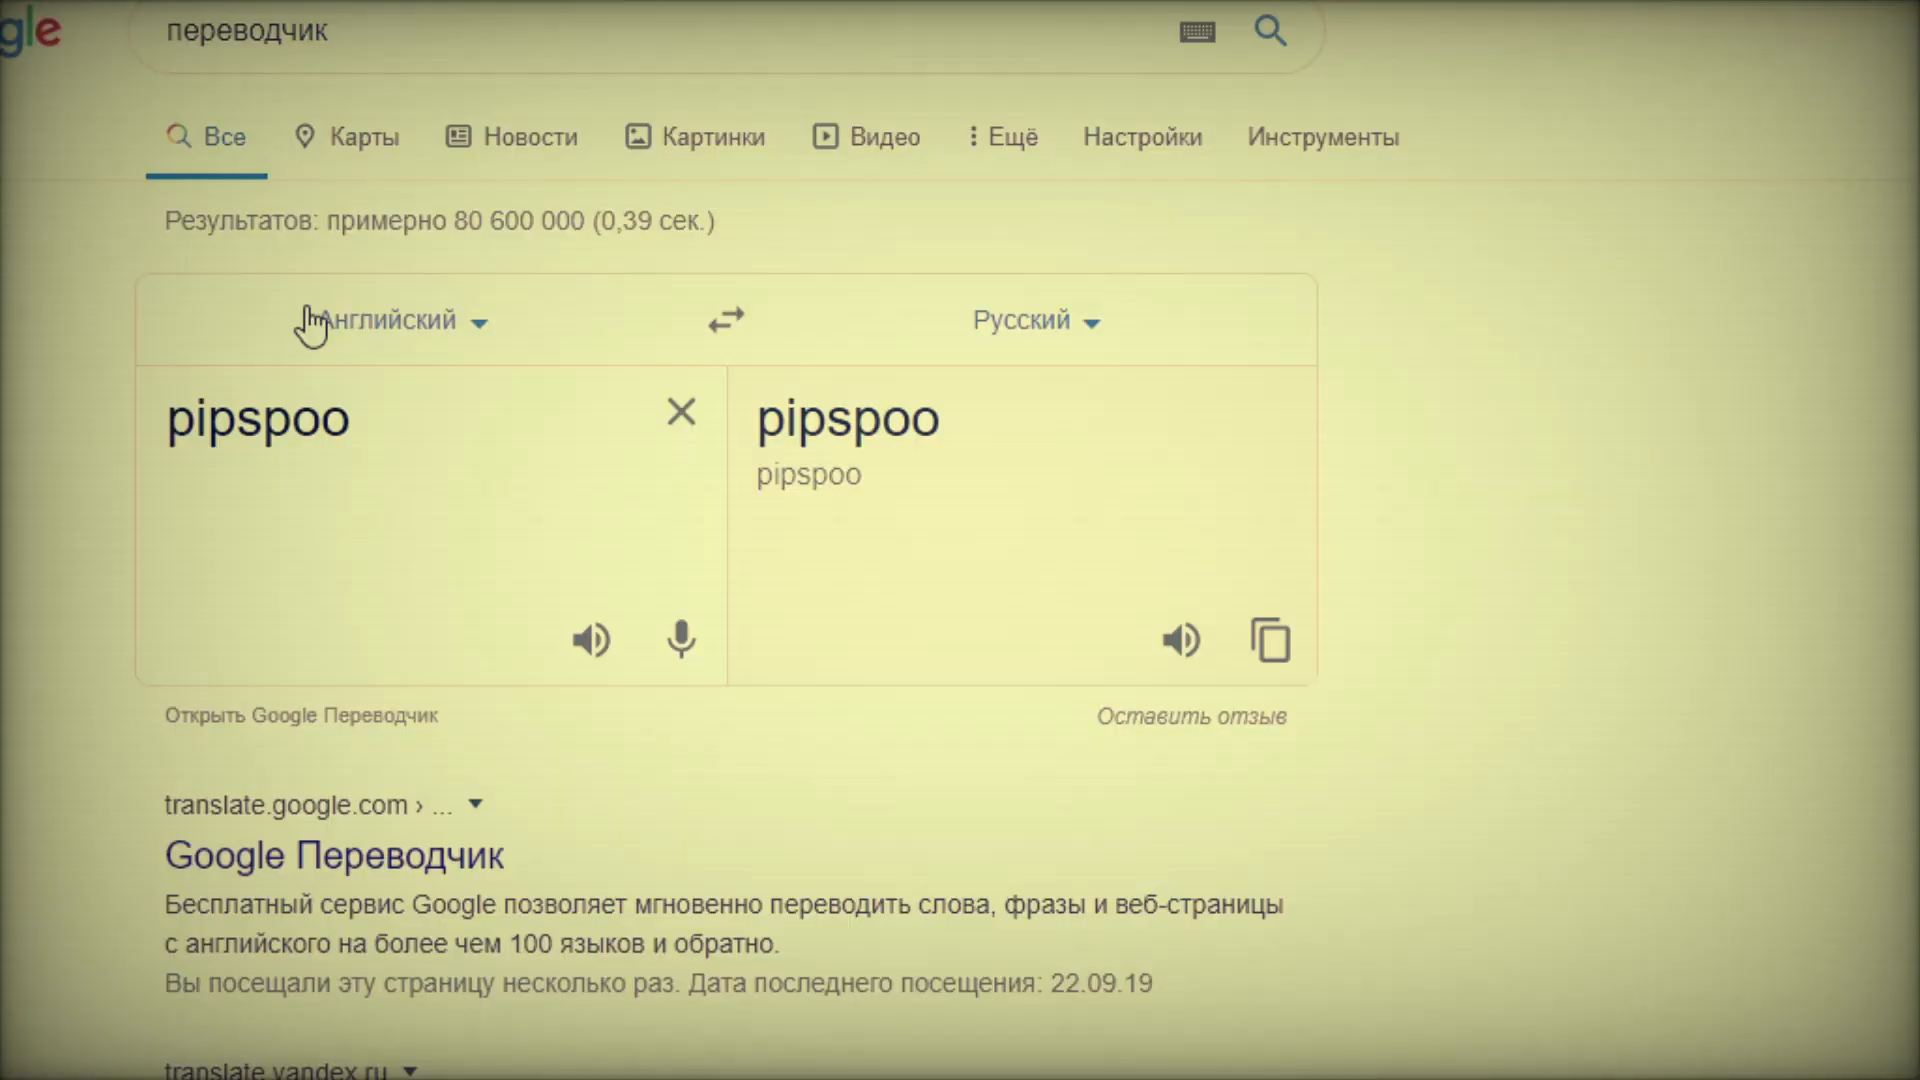 gle
переводчик
Все Карты Новости Картинки Видео Ещё Настройки Инструменты
Результатов: примерно 80 600 000 (0,39 сек.)
Английский Русский
pipspoo pipspoo
pipspoo
Открыть Google Переводчик Оставить отзыв
translate.google.com › ...
Google Переводчик
Бесплатный сервис Google позволяет мгновенно переводить слова, фразы и веб-страницы
с английского на более чем 100 языков и обратно.
Вы посещали эту страницу несколько раз. Дата последнего посещения: 22.09.19
translate.yandex.ru